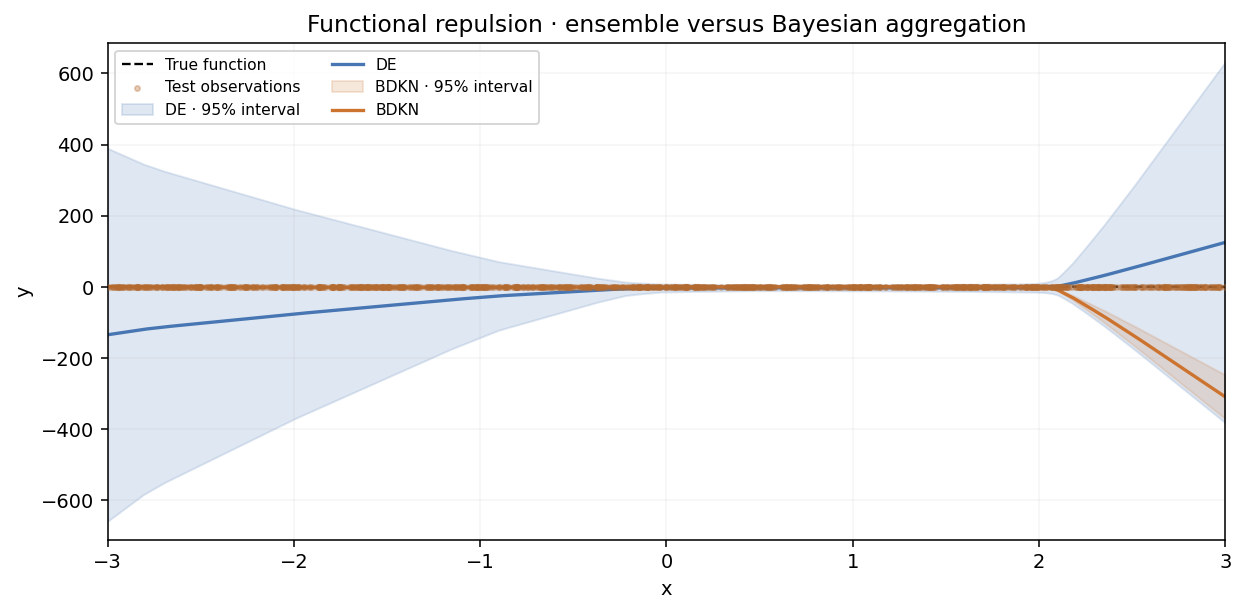 Functional repulsion · ensemble versus Bayesian aggregation
True function
Test observations
DE · 95% interval
DE
BDKN · 95% interval
BDKN
y
600
400
200
0
−200
−400
−600
−3
−2
−1
0
1
2
3
x